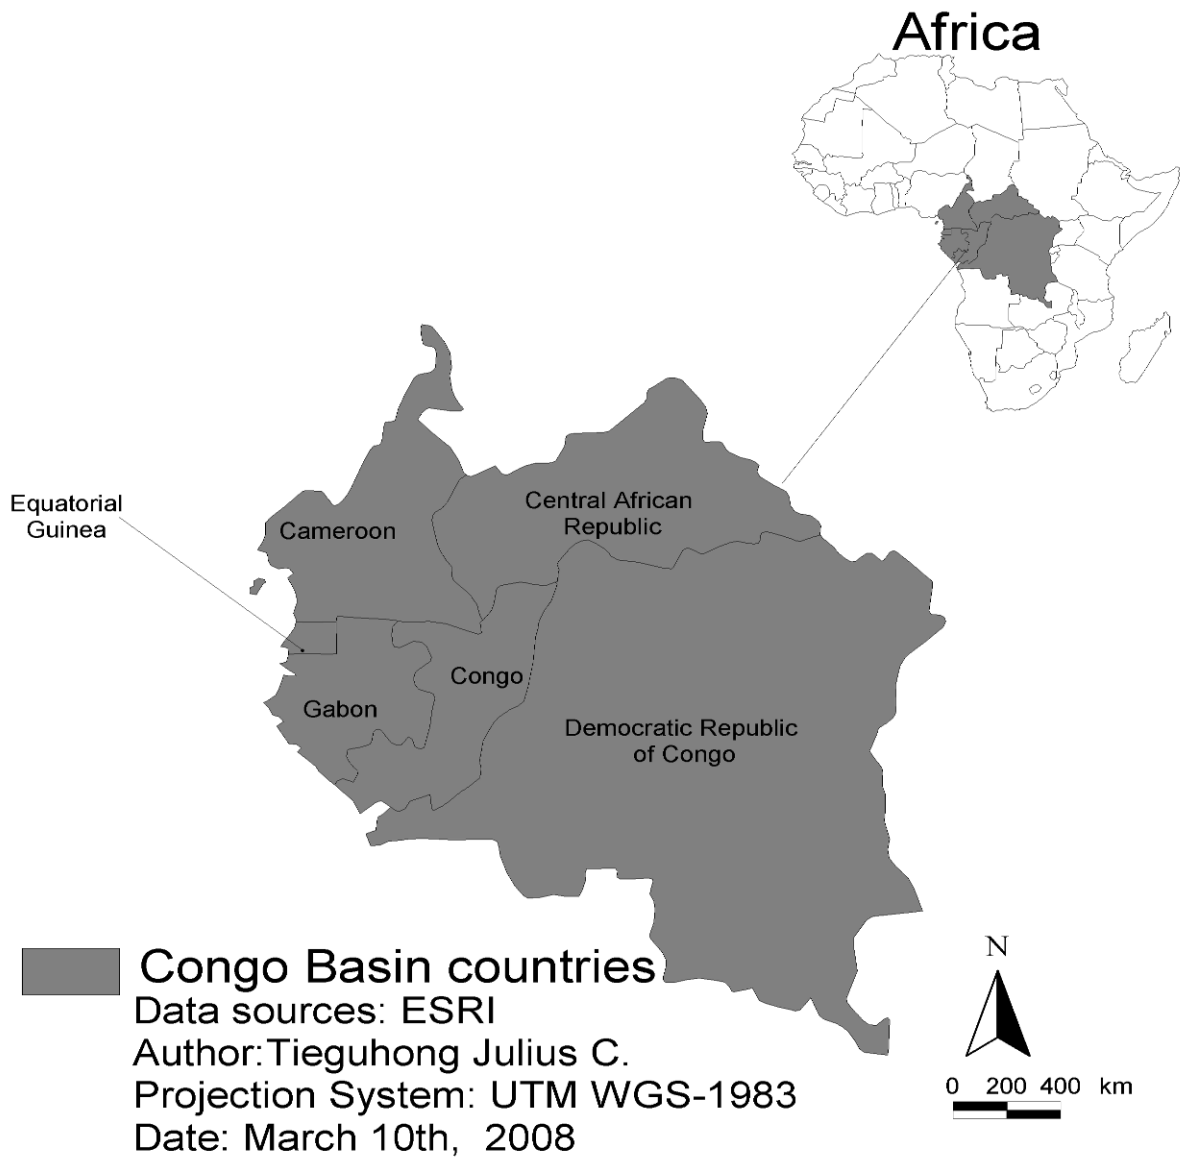 Africa
Equatorial
Guinea
Cameroon
Central African
Republic
Congo
Gabon
Democratic Republic
of Congo
Congo Basin countries
Data sources: ESRI
Author:Tieguhong Julius C.
Projection System: UTM WGS-1983
Date: March 10th, 2008
N
0 200 400 km